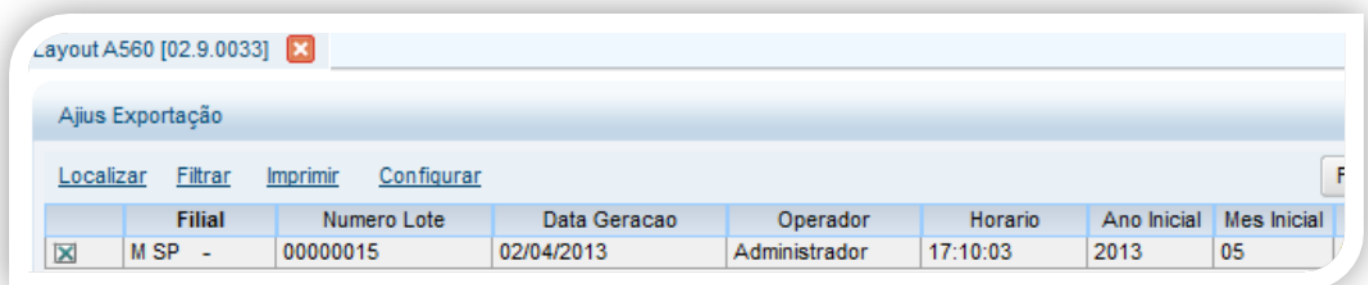 Layout A560 [02.9.0033]
Ajius Exportação
Localizar Filtrar Imprimir Configurar F
Filial Numero Lote Data Geracao Operador Horario Ano Inicial Mes Inicial
M SP - 00000015 02/04/2013 Administrador 17:10:03 2013 05